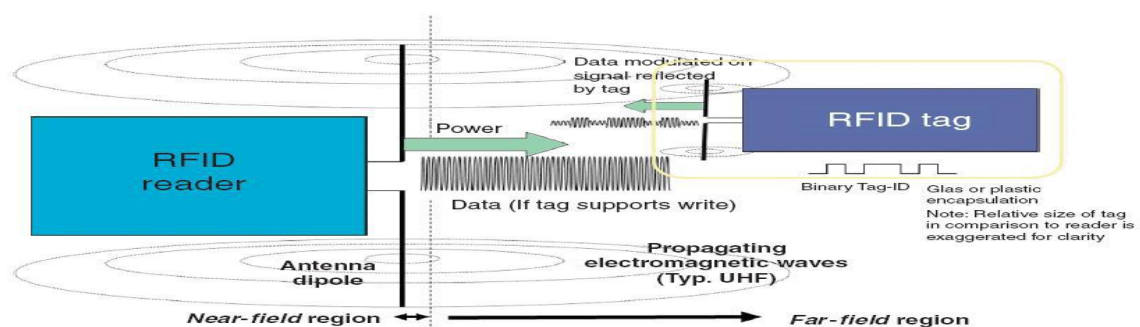 Data modulated on
signal reflected
by tag
RFID
reader
Power
RFID tag
Data (If tag supports write)
Binary Tag-ID
Glas or plastic
encapsulation
Note: Relative size of tag
in comparison to reader is
exaggerated for clarity
Antenna
dipole
Propagating
electromagnetic waves
(Typ. UHF)
Near-field region
Far-field region